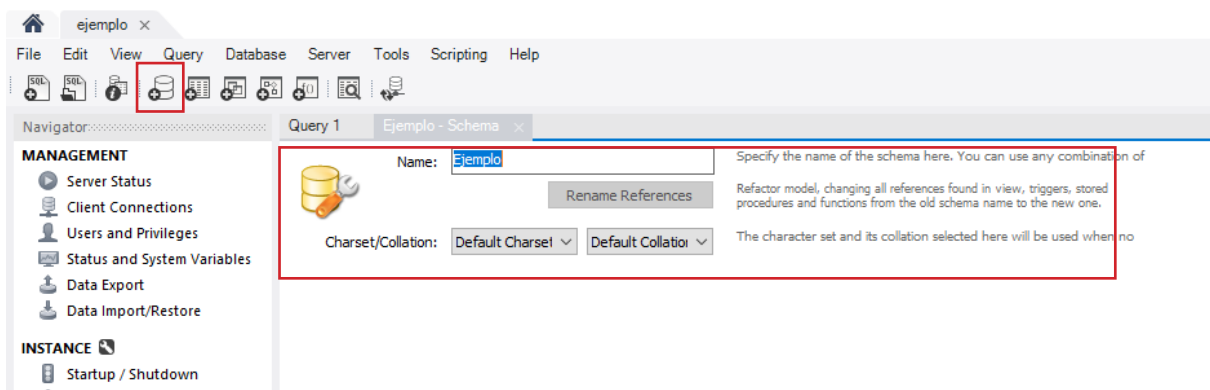 ejemplo ×
File Edit View Query Database Server Tools Scripting Help
SQL SQL
Navigator
Query 1 Ejemplo - Schema ×
MANAGEMENT
Server Status
Client Connections
Users and Privileges
Status and System Variables
Data Export
Data Import/Restore
INSTANCE
Startup / Shutdown
Name: Ejemplo
Specify the name of the schema here. You can use any combination of
Rename References
Refactor model, changing all references found in view, triggers, stored
procedures and functions from the old schema name to the new one.
Charset/Collation: Default Charset Default Collation
The character set and its collation selected here will be used when no